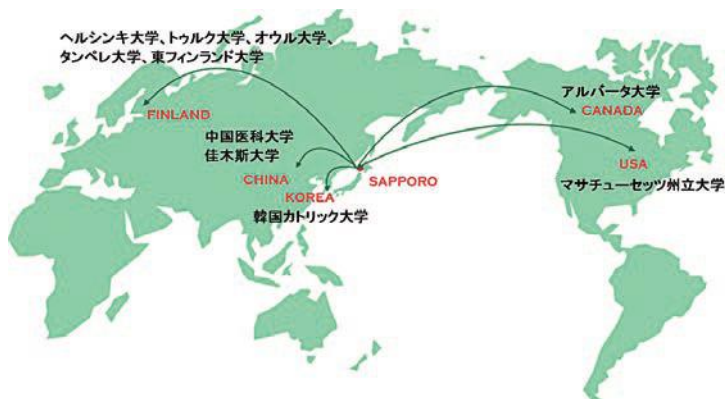 ヘルシンキ大学、トゥルク大学、オウル大学、
タンペレ大学、東フィンランド大学
FINLAND
アルバータ大学
CANADA
中国医科大学
佳木斯大学
CHINA
SAPPORO
KOREA
韓国カトリック大学
USA
マサチューセッツ州立大学